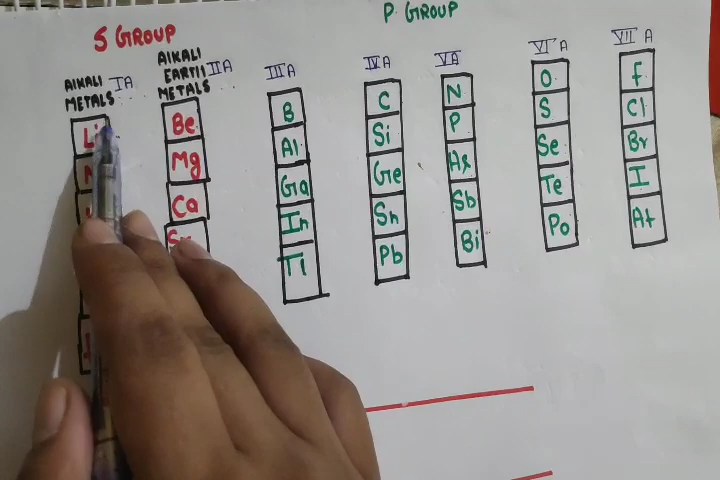 S GROUP
P GROUP
AlKALI METALS IA
AlKALI EARTH METALS IIA
IIIA
IVA
VA
VIA
VIIA
Li
Be
Mg
Ca
B
Al
Ga
In
Tl
C
Si
Ge
Sn
Pb
N
P
As
Sb
Bi
O
S
Se
Te
Po
F
Cl
Br
I
At